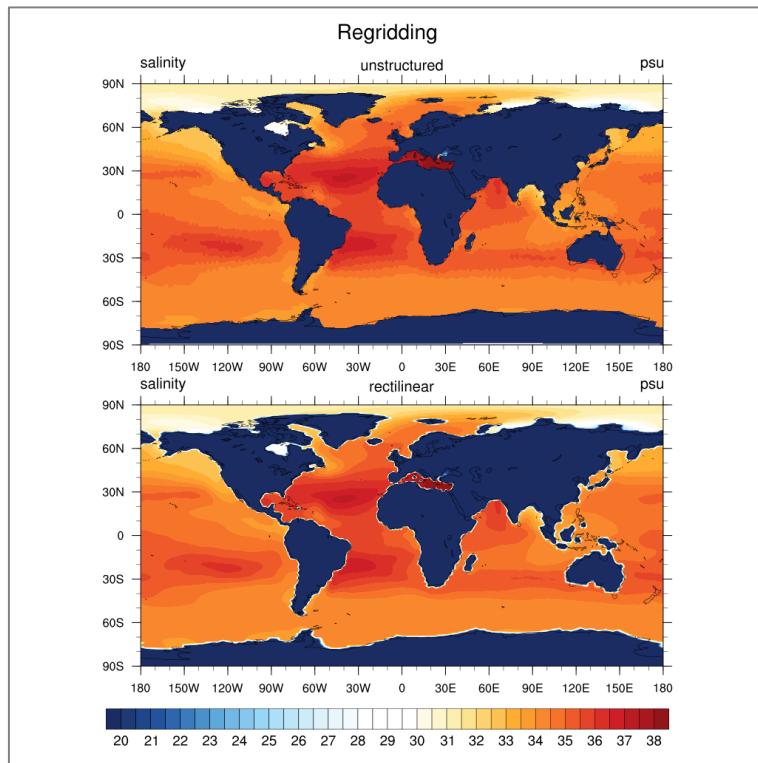 Regridding
salinity unstructured psu
90N
60N
30N
0
30S
60S
90S
180 150W 120W 90W 60W 30W 0 30E 60E 90E 120E 150E 180
salinity rectilinear psu
90N
60N
30N
0
30S
60S
90S
180 150W 120W 90W 60W 30W 0 30E 60E 90E 120E 150E 180
20 21 22 23 24 25 26 27 28 29 30 31 32 33 34 35 36 37 38